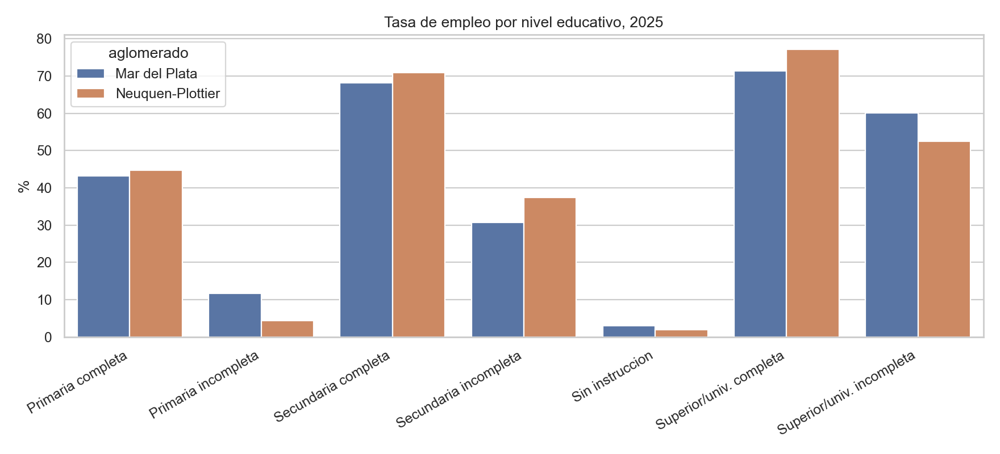 Tasa de empleo por nivel educativo, 2025
aglomerado
Mar del Plata
Neuquen-Plottier
%
80
70
60
50
40
30
20
10
0
Primaria completa
Primaria incompleta
Secundaria completa
Secundaria incompleta
Sin instruccion
Superior/univ. completa
Superior/univ. incompleta